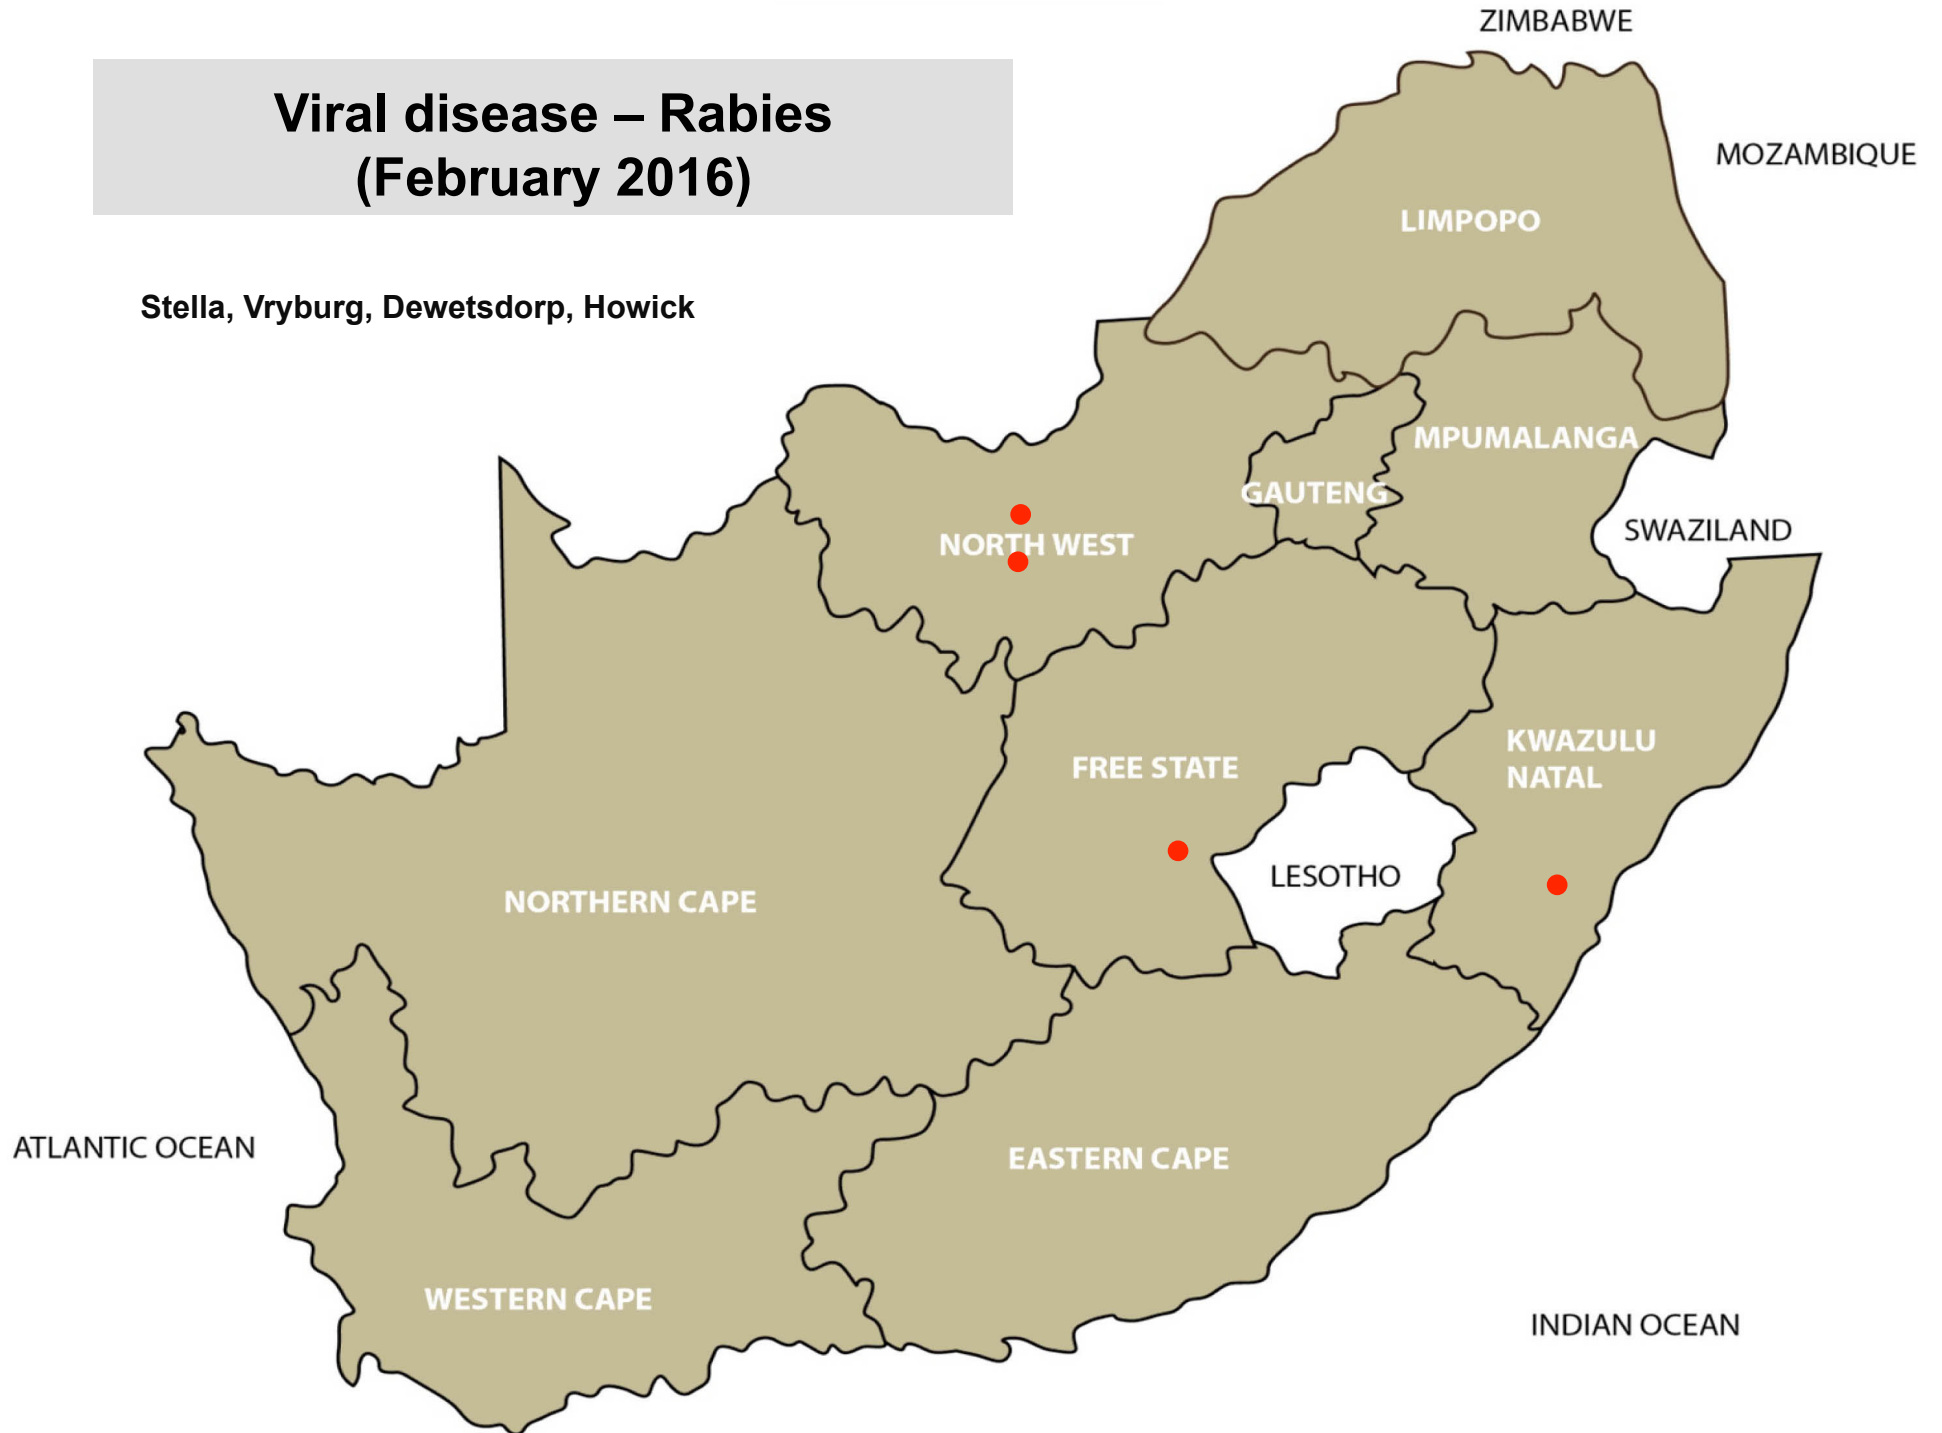 ZIMBABWE
Viral disease – Rabies
(February 2016)
MOZAMBIQUE
LIMPOPO
Stella, Vryburg, Dewetsdorp, Howick
MPUMALANGA
GAUTENG
SWAZILAND
NORTH WEST
KWAZULU
NATAL
FREE STATE
LESOTHO
NORTHERN CAPE
ATLANTIC OCEAN
EASTERN CAPE
WESTERN CAPE
INDIAN OCEAN